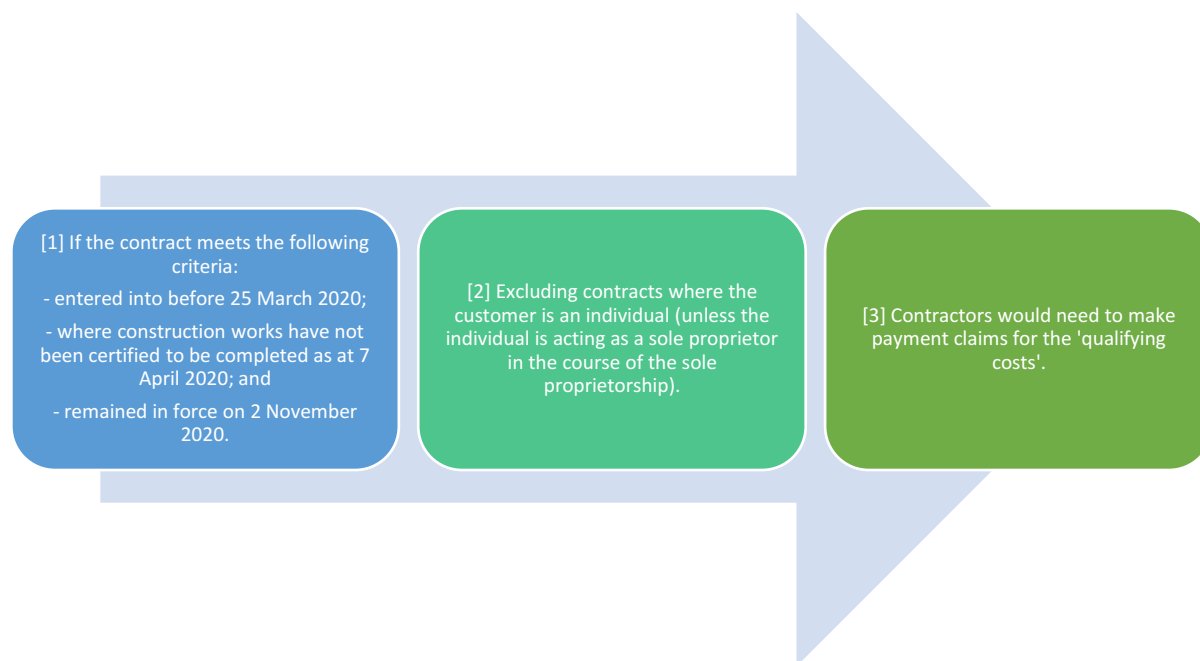 [1] If the contract meets the following
criteria:
- entered into before 25 March 2020;
- where construction works have not
been certified to be completed as at 7
April 2020; and
- remained in force on 2 November
2020.
[2] Excluding contracts where the
customer is an individual (unless the
individual is acting as a sole proprietor
in the course of the sole
proprietorship).
[3] Contractors would need to make
payment claims for the 'qualifying
costs'.